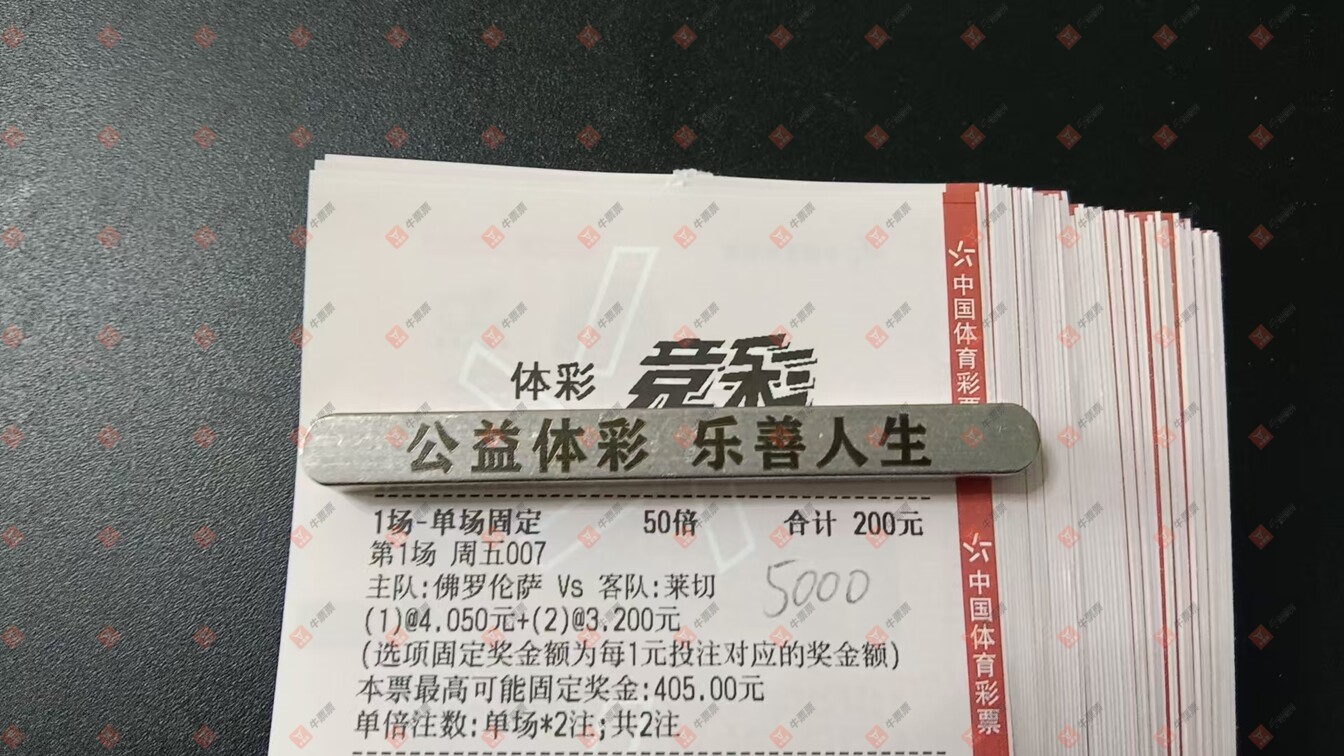 体彩 竞彩
公益体彩 乐善人生
1场-单场固定 50倍 合计 200元
第1场 周五007
主队:佛罗伦萨 Vs 客队:莱切
5000
(1)@4.050元+(2)@3.200元
(选项固定奖金额为每1元投注对应的奖金额)
本票最高可能固定奖金:405.00元
单倍注数:单场*2注;共2注
中国体育彩票
中国体育彩票
牛票票